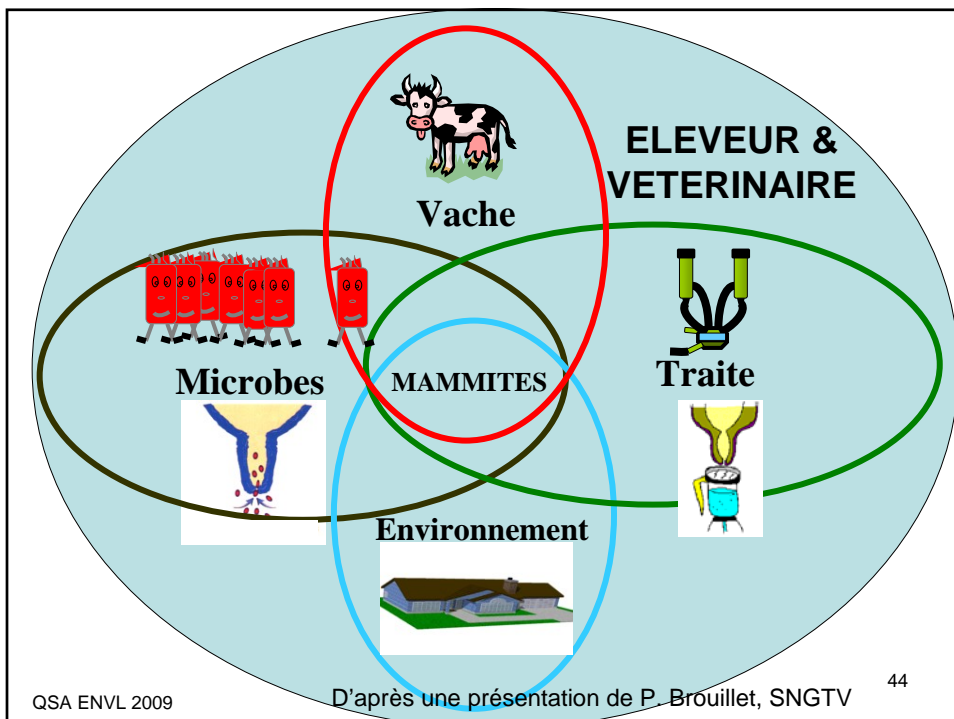 ELEVEUR &
VETERINAIRE
Vache
Microbes
MAMMITES
Traite
Environnement
QSA ENVL 2009
D'après une présentation de P. Brouillet, SNGTV
44